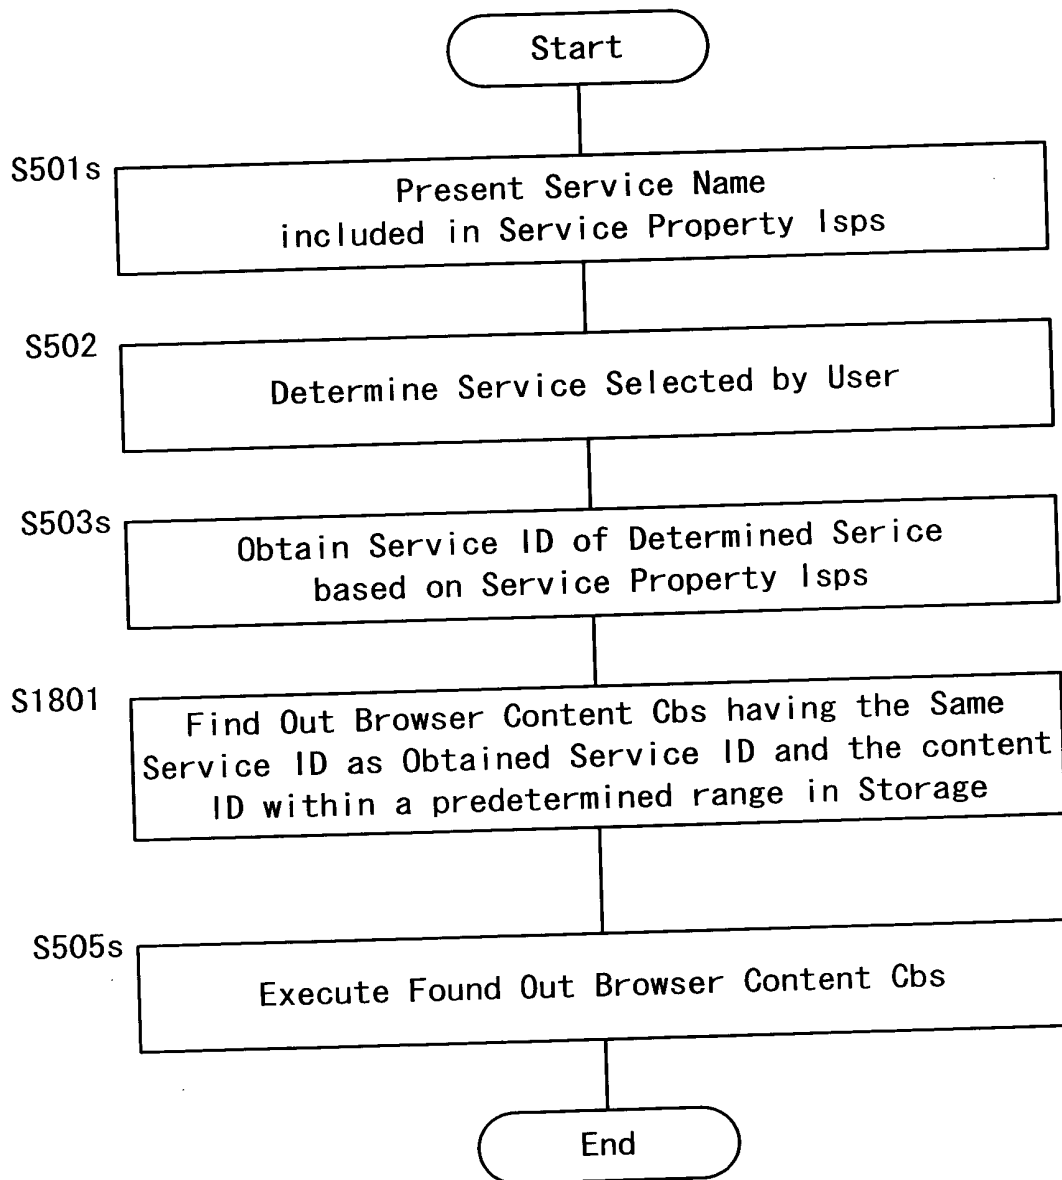 Start
S501s
Present Service Name
included in Service Property Isps
S502
Determine Service Selected by User
S503s
Obtain Service ID of Determined Serice
based on Service Property Isps
S1801
Find Out Browser Content Cbs having the Same
Service ID as Obtained Service ID and the content
ID within a predetermined range in Storage
S505s
Execute Found Out Browser Content Cbs
End